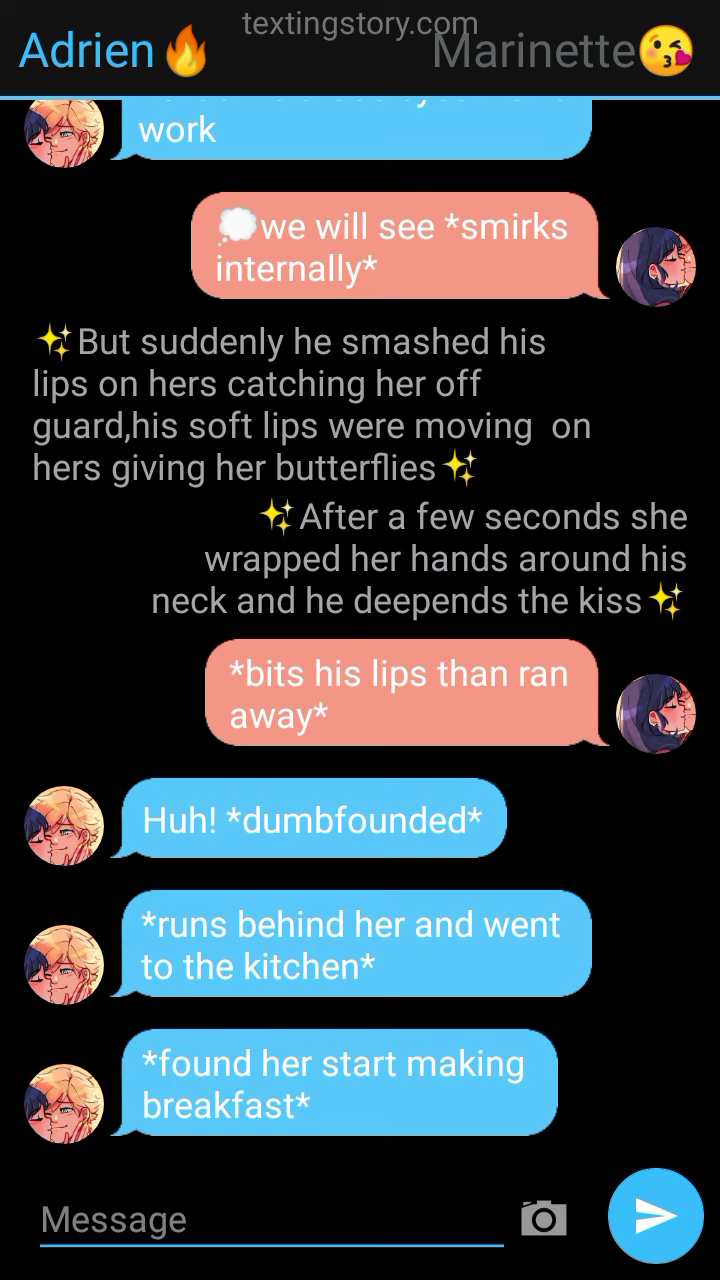 textingstory.com
Adrien🔥 Marinette😘
work
💭we will see *smirks
internally*
✨But suddenly he smashed his
lips on hers catching her off
guard,his soft lips were moving  on
hers giving her butterflies✨
✨After a few seconds she
wrapped her hands around his
neck and he deepends the kiss✨
*bits his lips than ran
away*
Huh! *dumbfounded*
*runs behind her and went
to the kitchen*
*found her start making
breakfast*
Message